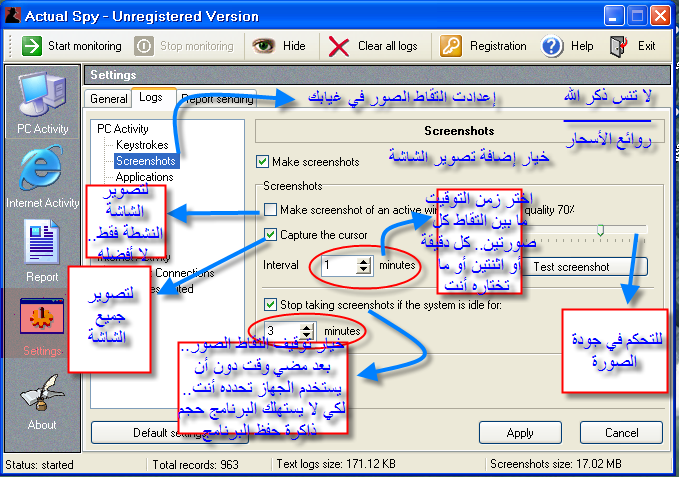 Actual Spy - Unregistered Version
Start monitoring
Stop monitoring
Hide
Clear all logs
Registration
Help
Exit
Settings
General
Logs
Report sending
إعدادت التقاط الصور في غيابك
لا تنس ذكر الله
روائع الأسحار
PC Activity
Internet Activity
Report
Settings
About
PC Activity
Keystrokes
Screenshots
Applications
Screenshots
Make screenshots
خيار إضافة تصوير الشاشة
Screenshots
Make screenshot of an active
quality 70%
Capture the cursor
Interval
1
minutes
Test screenshot
Connections
Stop taking screenshots if the system is idle for:
3
minutes
لتصوير
الشاشة
النشطة فقط..
لا أفضله
لتصوير
جميع
الشاشة
اختر زمن التوقيت
ما بين التقاط كل
صورتين.. كل دقيقة
أو اثنتين أو ما
تختاره أنت
للتحكم في جودة
الصورة
خيار توقيف التقاط الصور..
بعد مضي وقت دون أن
يستخدم الجهاز تحدده أنت..
لكي لا يستهلك البرنامج حجم
ذاكرة حفظ البرنامج
Default settings
Apply
Cancel
Status: started
Total records: 963
Text logs size: 171.12 KB
Screenshots size: 17.02 MB